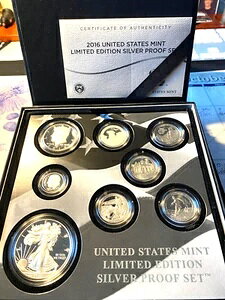 CERTIFICATE OF AUTHENTICITY
2016 UNITED STATES MINT
LIMITED EDITION SILVER PROOF SET
UNITED STATES MINT
LIMITED EDITION
SILVER PROOF SET™